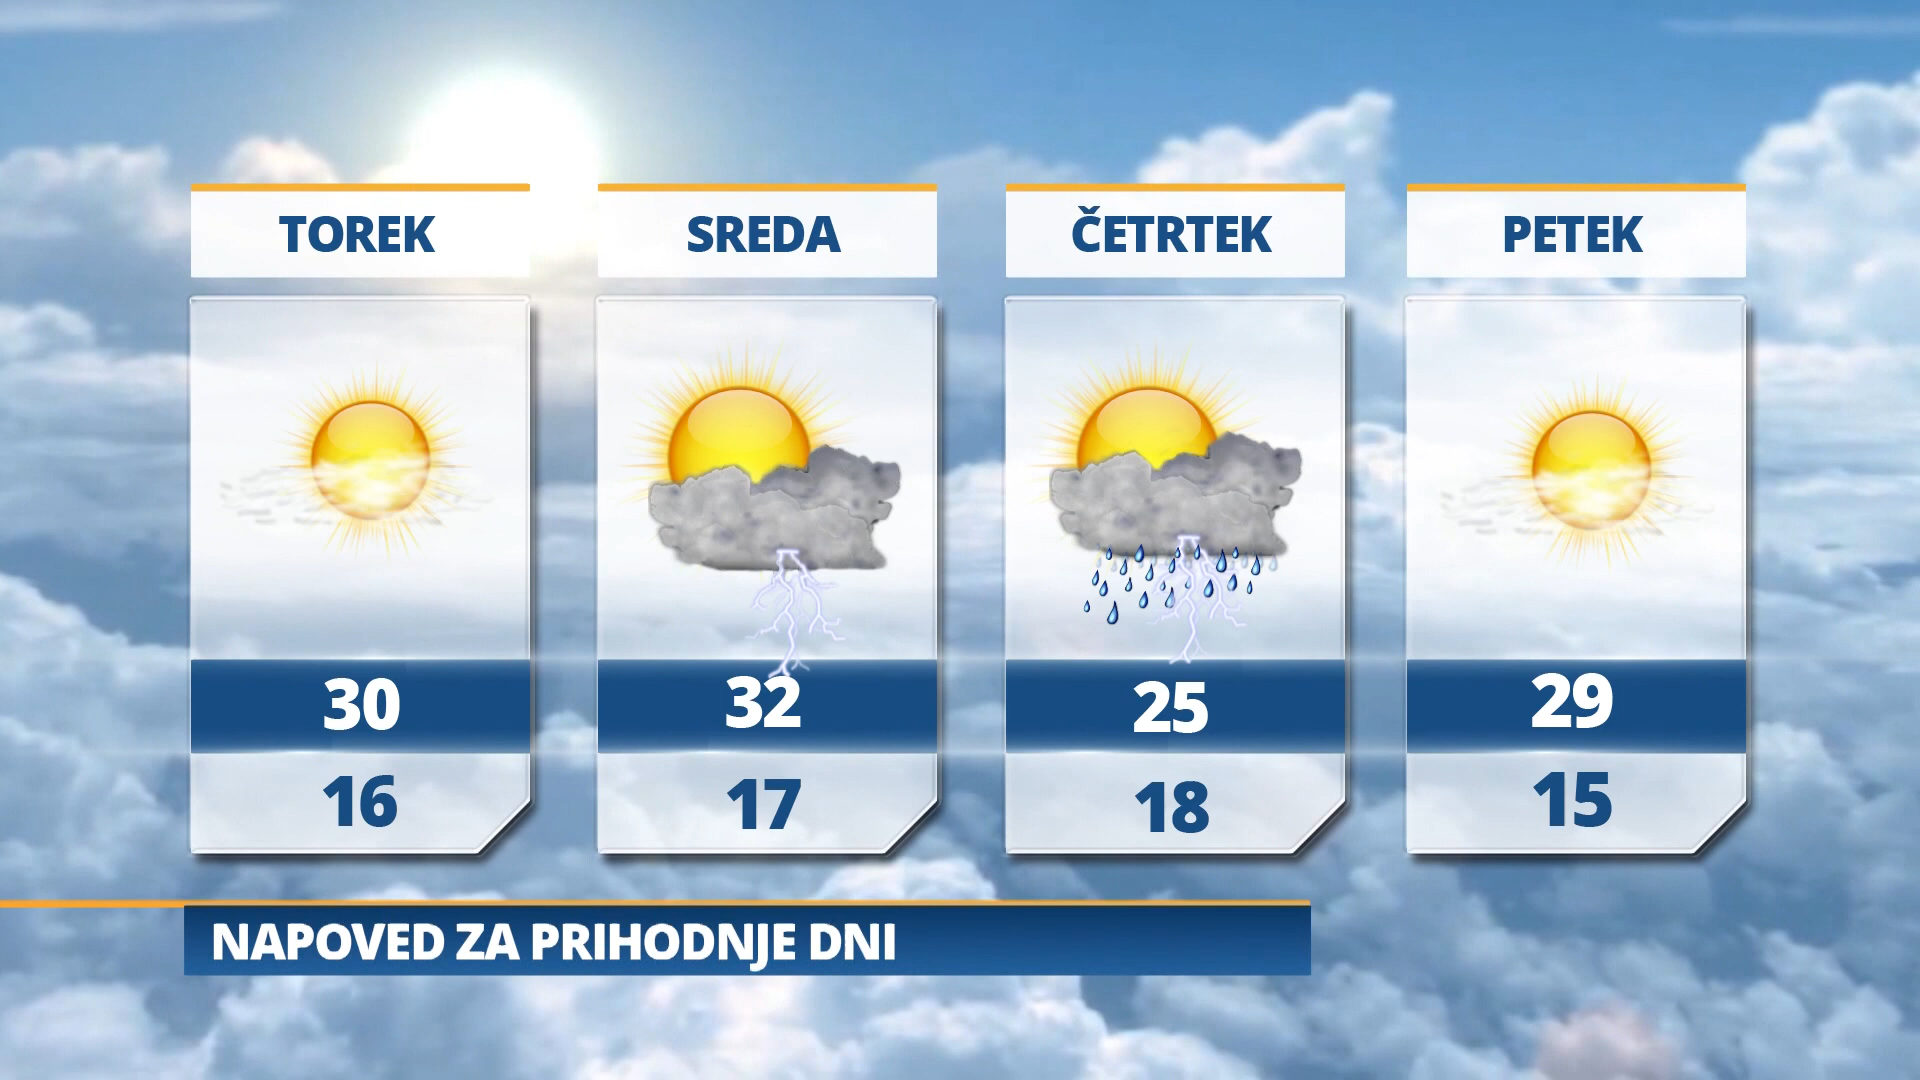 TOREK
SREDA
ČETRTEK
PETEK
30
32
25
29
16
17
18
15
NAPOVED ZA PRIHODNJE DNI